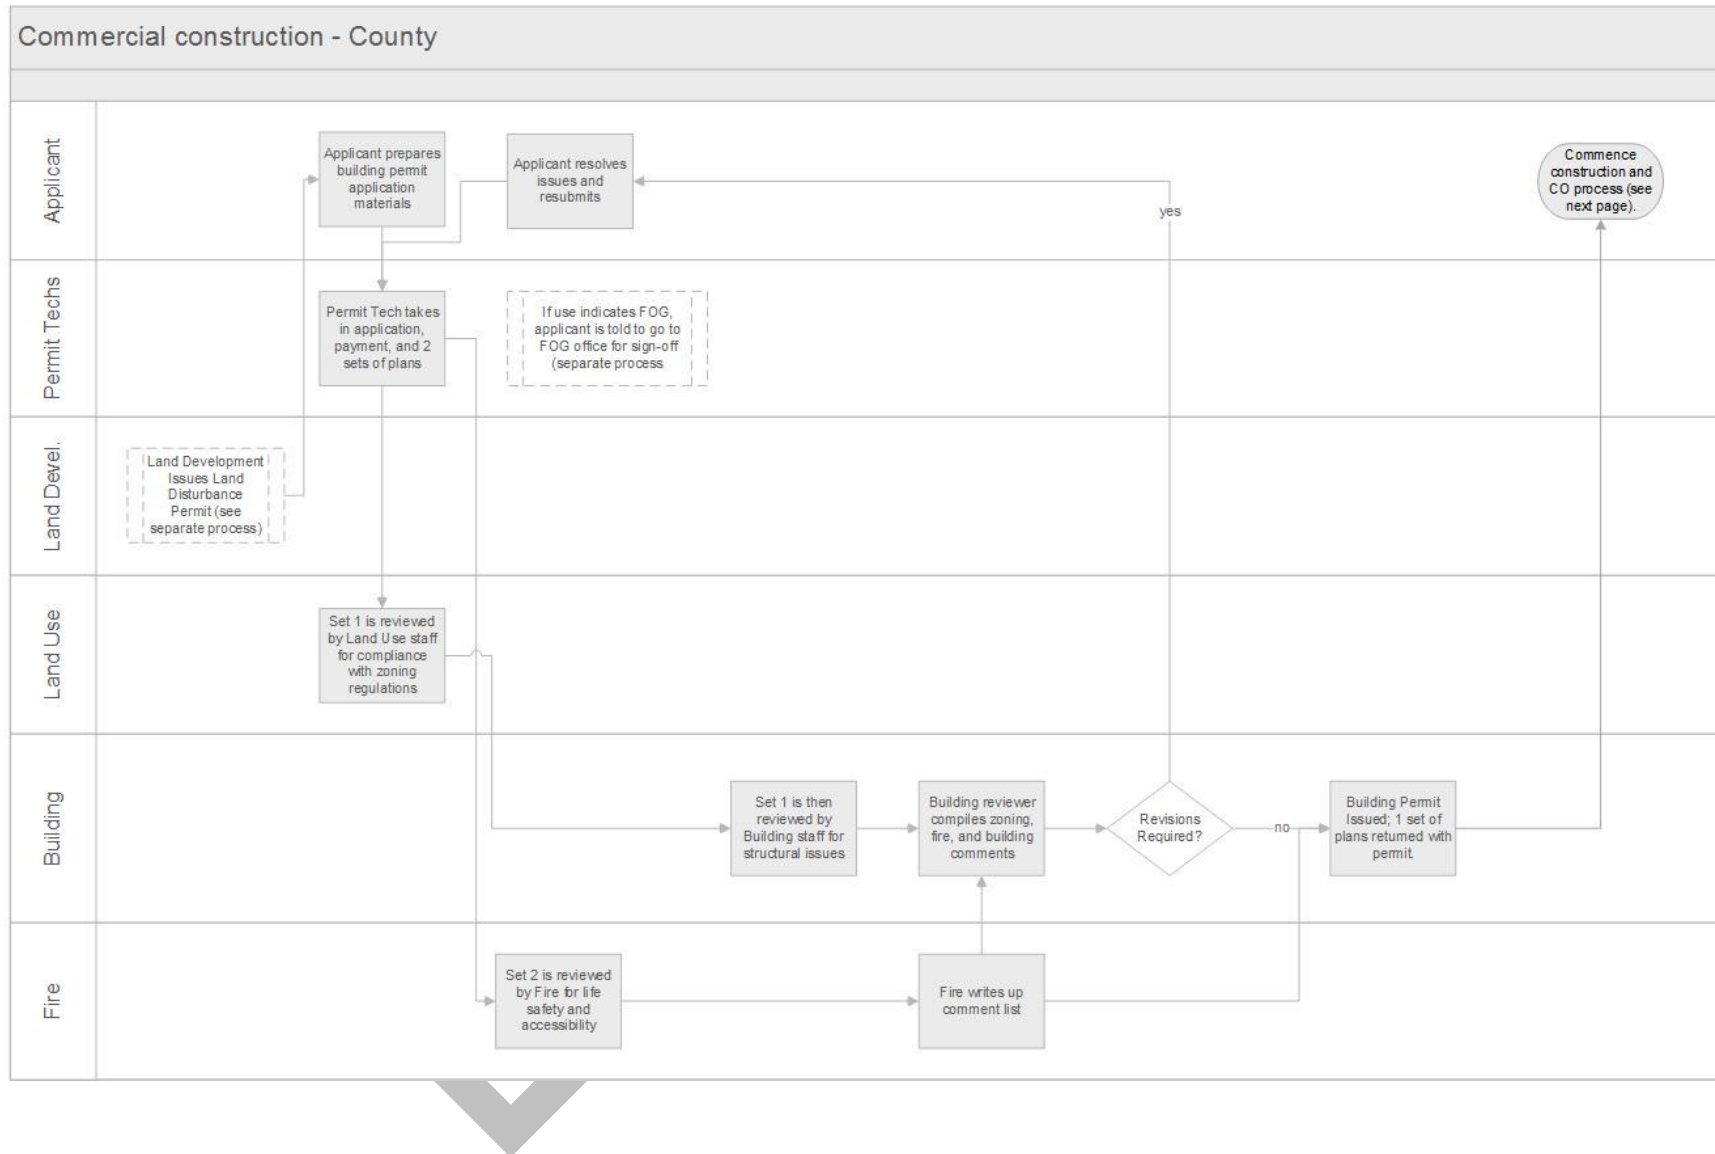 Commercial construction - County
Applicant
Applicant prepares
building permit
application
materials
Applicant resolves
issues and
resubmits
yes
Commence
construction and
CO process (see
next page).
Permit Techs
Permit Tech takes
in application,
payment, and 2
sets of plans
If use indicates FOG,
applicant is told to go to
FOG office for sign-off
(separate process
Land Devel.
Land Development
Issues Land
Disturbance
Permit (see
separate process)
Land Use
Set 1 is reviewed
by Land Use staff
for compliance
with zoning
regulations
Building
Set 1 is then
reviewed by
Building staff for
structural issues
Building reviewer
compiles zoning,
fire, and building
comments
Revisions
Required?
no
Building Permit
Issued; 1 set of
plans returned with
permit.
Fire
Set 2 is reviewed
by Fire for life
safety and
accessibility
Fire writes up
comment list